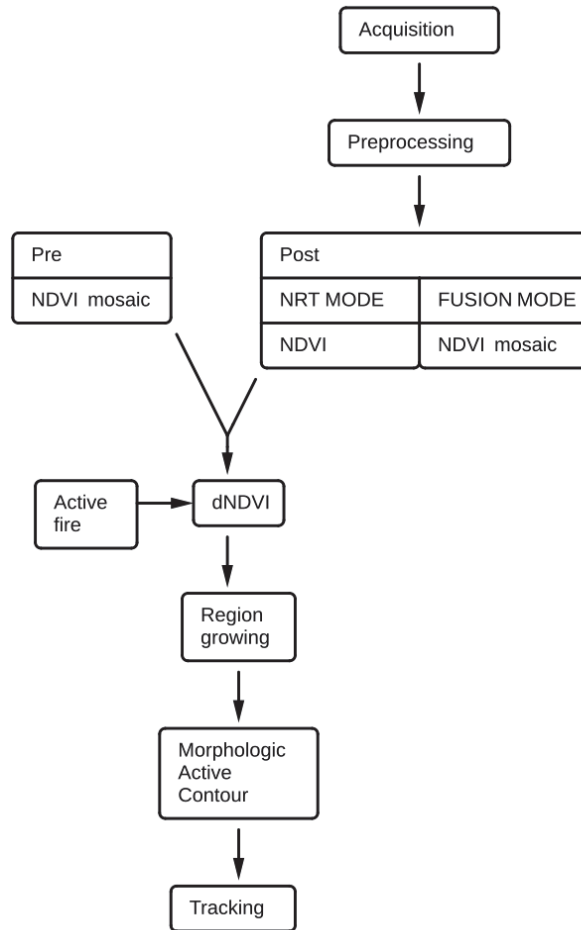 Acquisition
Preprocessing
Pre
NDVI mosaic
Post
NRT MODE
FUSION MODE
NDVI
NDVI mosaic
Active
fire
dNDVI
Region
growing
Morphologic
Active
Contour
Tracking